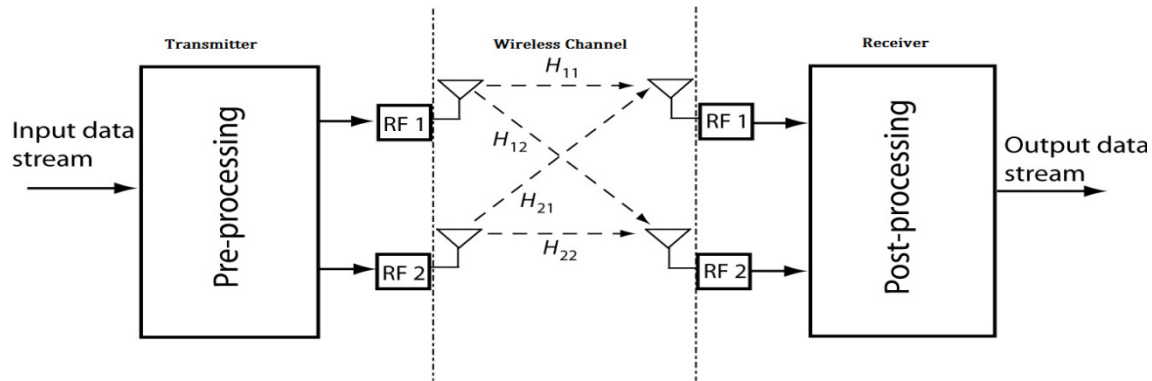 Transmitter
Wireless Channel
Receiver
Input data
stream
Pre-processing
RF 1
RF 2
H11
H12
H21
H22
RF 1
RF 2
Post-processing
Output data
stream